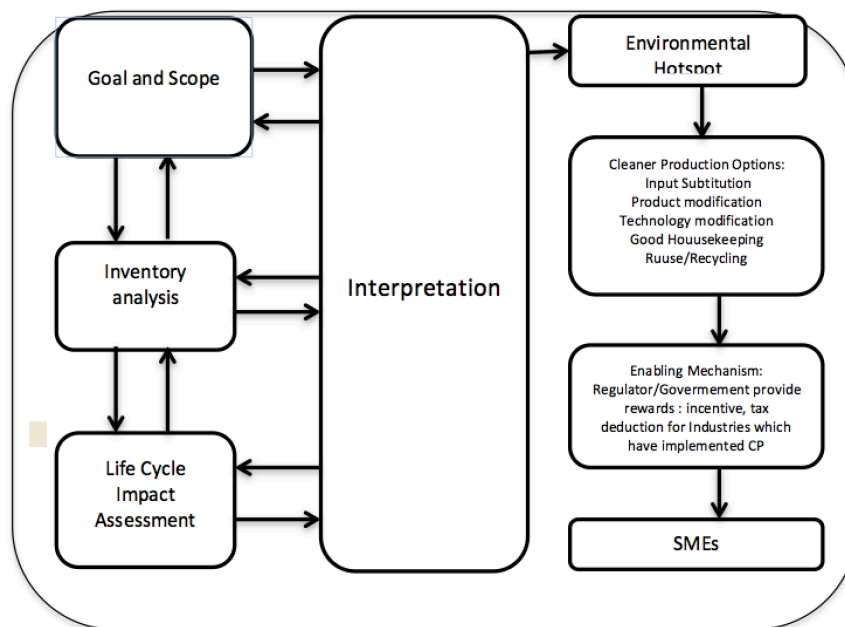 Goal and Scope
Inventory
analysis
Life Cycle
Impact
Assessment
Interpretation
Environmental
Hotspot
Cleaner Production Options:
Input Subtitution
Product modification
Technology modification
Good Houusekeeping
Ruuse/Recycling
Enabling Mechanism:
Regulator/Govermement provide
rewards : incentive, tax
deduction for Industries which
have implemented CP
SMEs